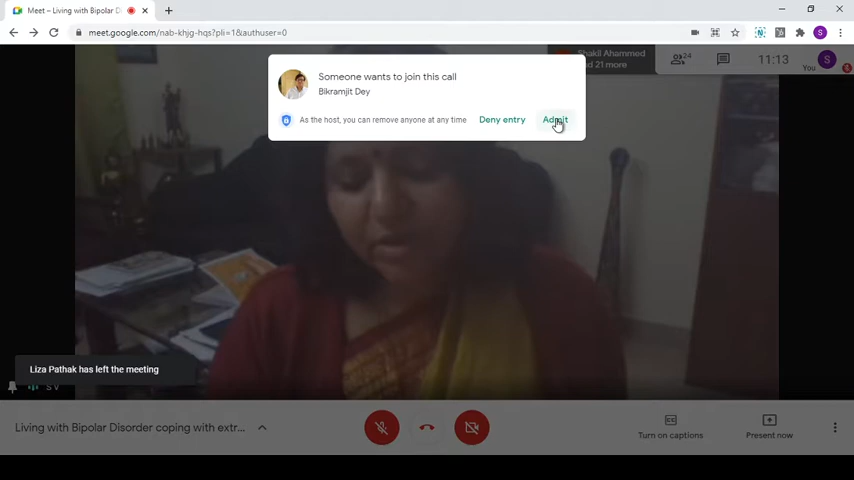 Meet – Living with Bipolar D
meet.google.com/nab-khjg-hqs?pli=1&authuser=0
S
Shakil Ahammed
nd 21 more
24
11:13
You
S
Someone wants to join this call
Bikramjit Dey
As the host, you can remove anyone at any time
Deny entry
Admit
Liza Pathak has left the meeting
S V
Living with Bipolar Disorder coping with extr...
Turn on captions
Present now